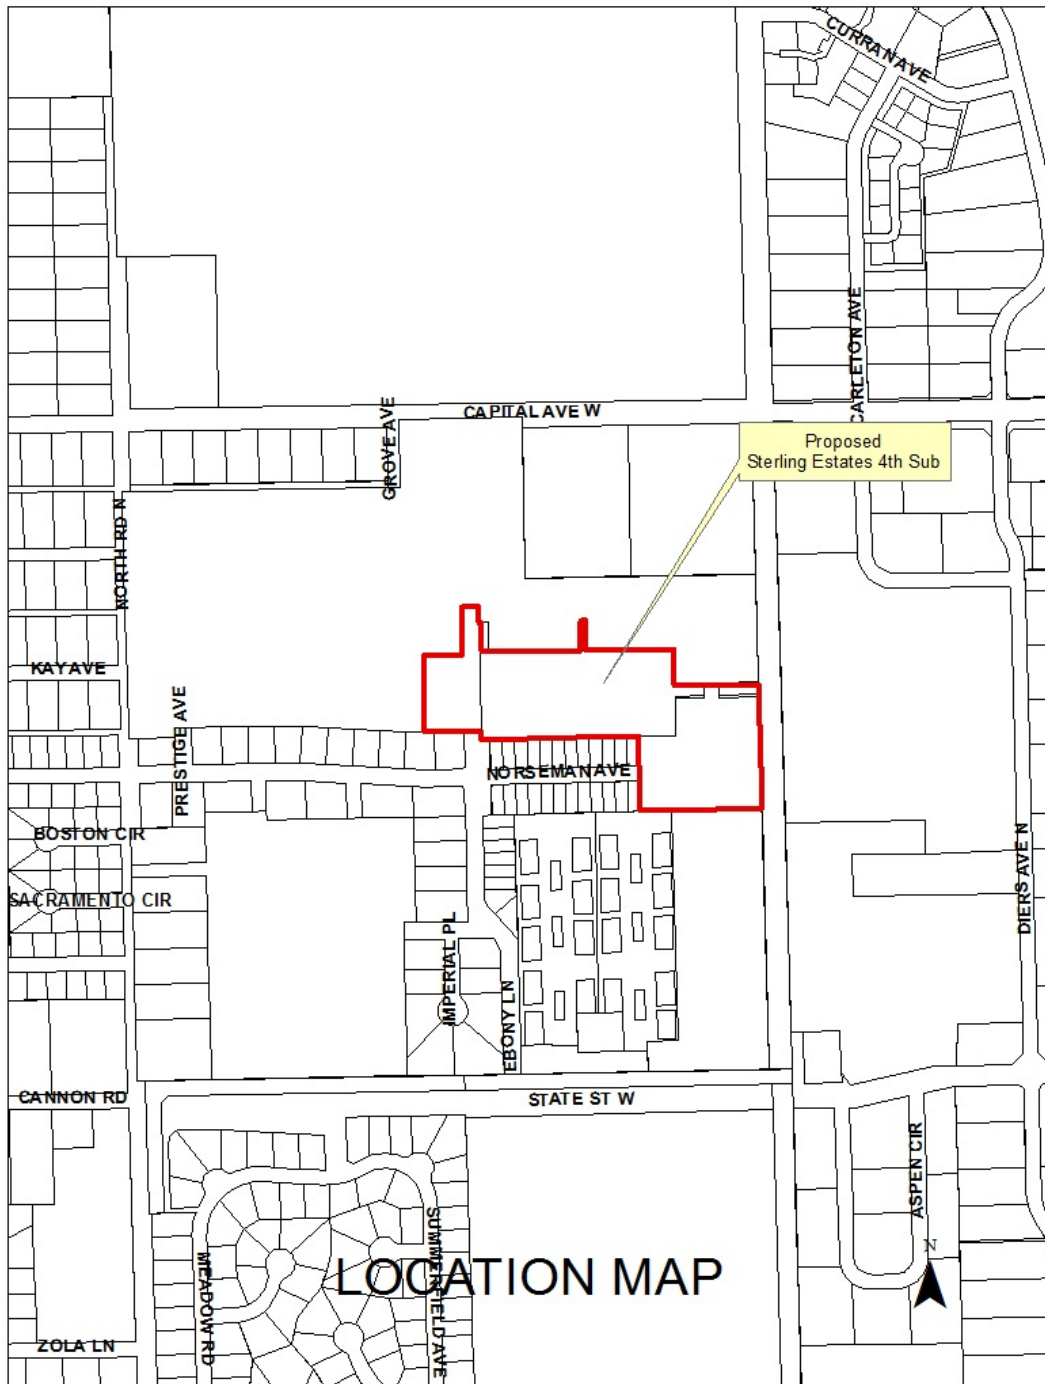 CURRAN AVE
CARLETON AVE
CAPITAL AVE W
GROVE AVE
Proposed
Sterling Estates 4th Sub
NORTH RD N
KAY AVE
PRESTIGE AVE
NORSEMAN AVE
BOSTON CIR
SACRAMENTO CIR
DIERS AVE N
IMPERIAL PL
EBONY LN
CANNON RD
STATE ST W
ASPEN CIR
SUMMERFIELD AVE
MEADOW RD
N
LOCATION MAP
ZOLA LN